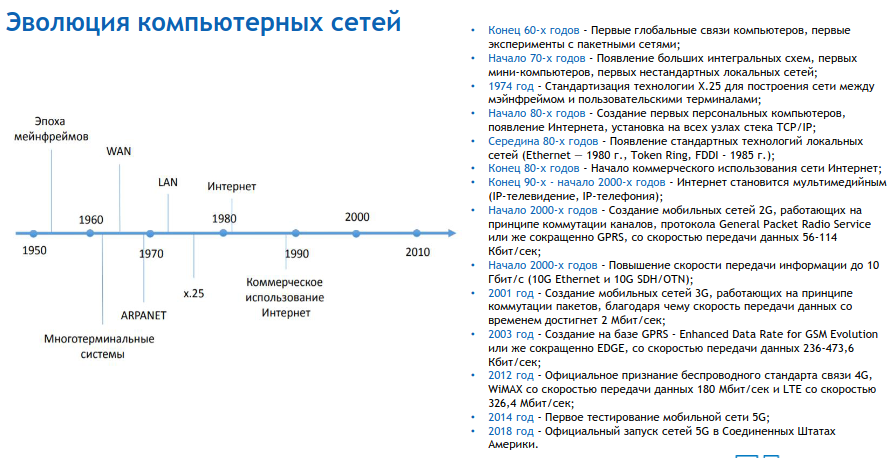 Эволюция компьютерных сетей
Эпоха
мейнфреймов
WAN
LAN
Интернет
1960
1980
2000
1950
1970
1990
2010
x.25
ARPANET
Коммерческое
использование
Интернет
Многотерминальные
системы
• Конец 60-х годов - Первые глобальные связи компьютеров, первые
эксперименты с пакетными сетями;
• Начало 70-х годов - Появление больших интегральных схем, первых
мини-компьютеров, первых нестандартных локальных сетей;
• 1974 год - Стандартизация технологии X.25 для построения сети между
мэйнфреймом и пользовательскими терминалами;
• Начало 80-х годов - Создание первых персональных компьютеров,
появление Интернета, установка на всех узлах стека TCP/IP;
• Середина 80-х годов - Появление стандартных технологий локальных
сетей (Ethernet — 1980 г., Token Ring, FDDI - 1985 г.);
• Конец 80-х годов - Начало коммерческого использования сети Интернет;
• Конец 90-х - начало 2000-х годов - Интернет становится мультимедийным
(IP-телевидение, IP-телефония);
• Начало 2000-х годов - Создание мобильных сетей 2G, работающих на
принципе коммутации каналов, протокола General Packet Radio Service
или же сокращенно GPRS, со скоростью передачи данных 56-114
Кбит/сек;
• Начало 2000-х годов - Повышение скорости передачи информации до 10
Гбит/с (10G Ethernet и 10G SDH/OTN);
• 2001 год - Создание мобильных сетей 3G, работающих на принципе
коммутации пакетов, благодаря чему скорость передачи данных со
временем достигнет 2 Мбит/сек;
• 2003 год - Создание на базе GPRS - Enhanced Data Rate for GSM Evolution
или же сокращенно EDGE, со скоростью передачи данных 236-473,6
Кбит/сек;
• 2012 год - Официальное признание беспроводного стандарта связи 4G,
WiMAX со скоростью передачи данных 180 Мбит/сек и LTE со скоростью
326,4 Мбит/сек;
• 2014 год - Первое тестирование мобильной сети 5G;
• 2018 год - Официальный запуск сетей 5G в Соединенных Штатах
Америки.